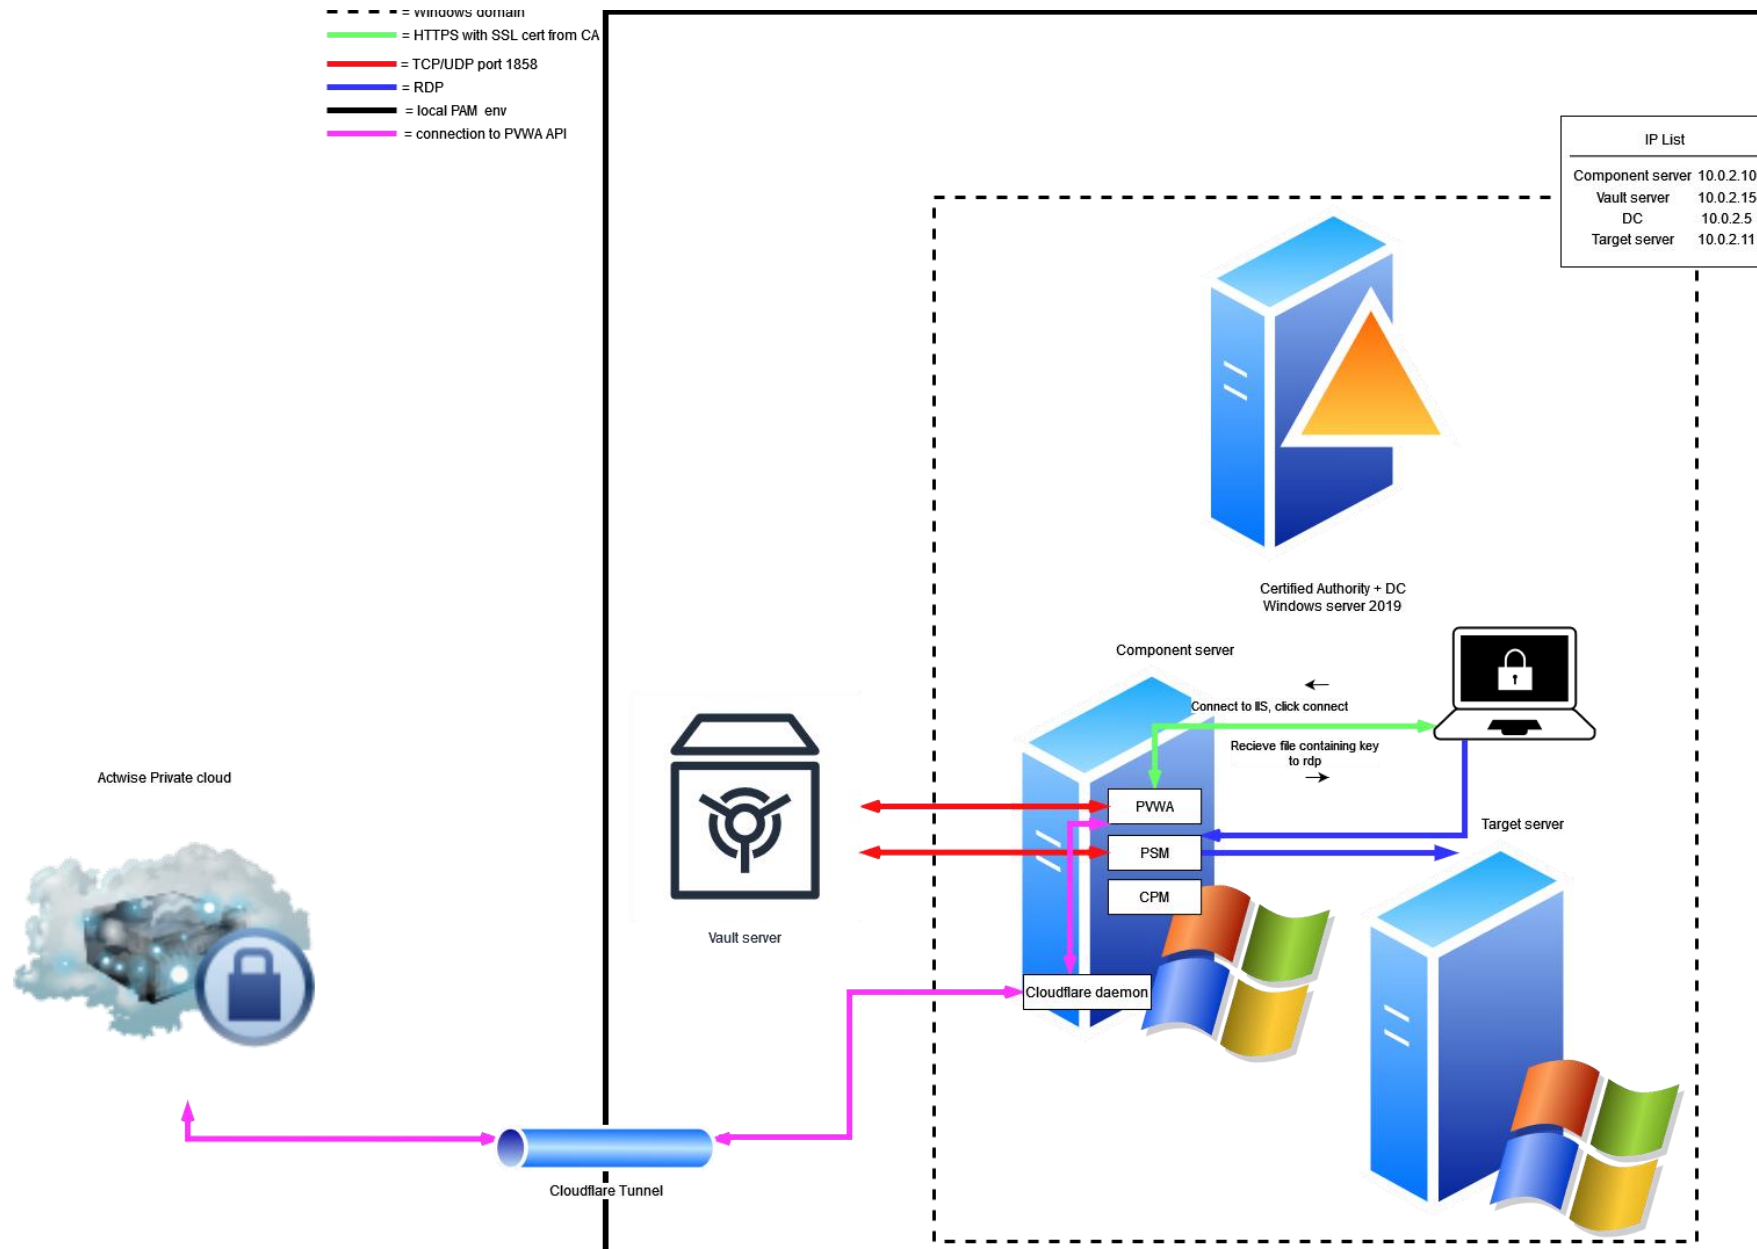 = Windows domain
= HTTPS with SSL cert from CA
= TCP/UDP port 1858
= RDP
= local PAM env
= connection to PVWA API
IP List
Component server 10.0.2.10
Vault server 10.0.2.15
DC 10.0.2.5
Target server 10.0.2.11
Certified Authority + DC
Windows server 2019
Component server
Connect to IIS, click connect
Recieve file containing key
to rdp
Actwise Private cloud
PVWA
Target server
PSM
CPM
Vault server
Cloudflare daemon
Cloudflare Tunnel